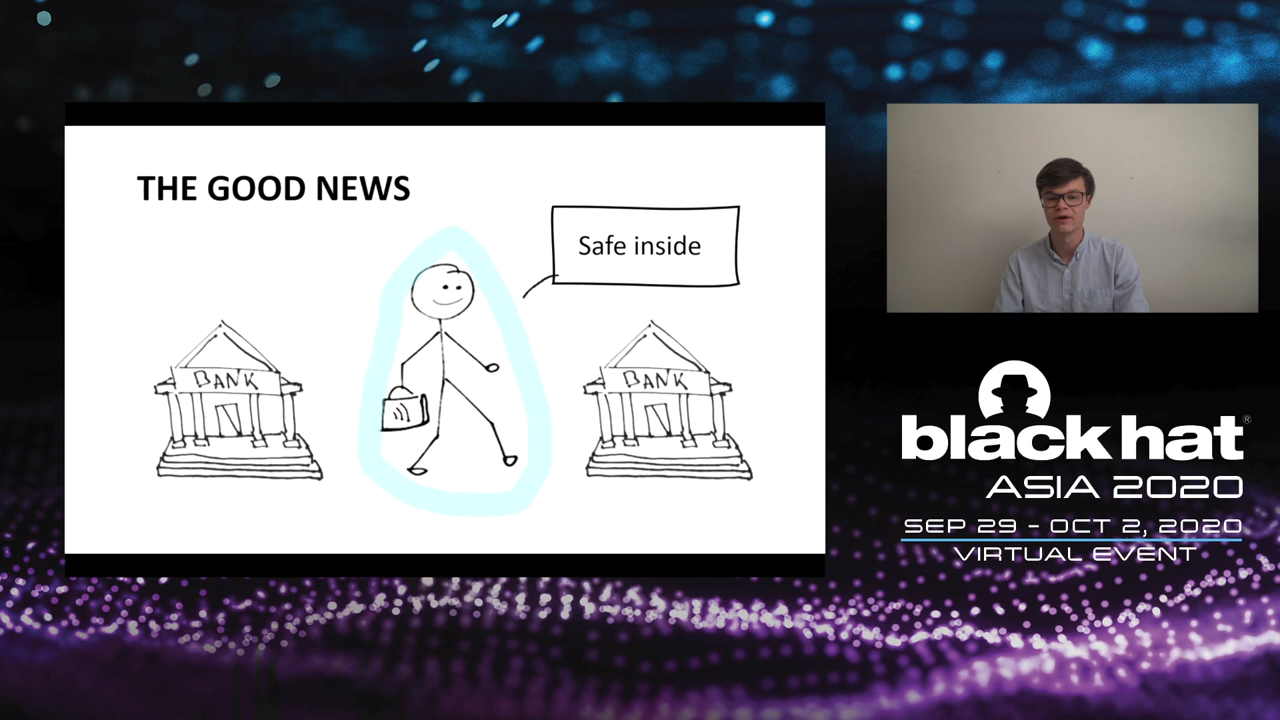 THE GOOD NEWS
Safe inside
BANK
BANK
black hat®
ASIA 2020
SEP 29 - OCT 2, 2020
VIRTUAL EVENT